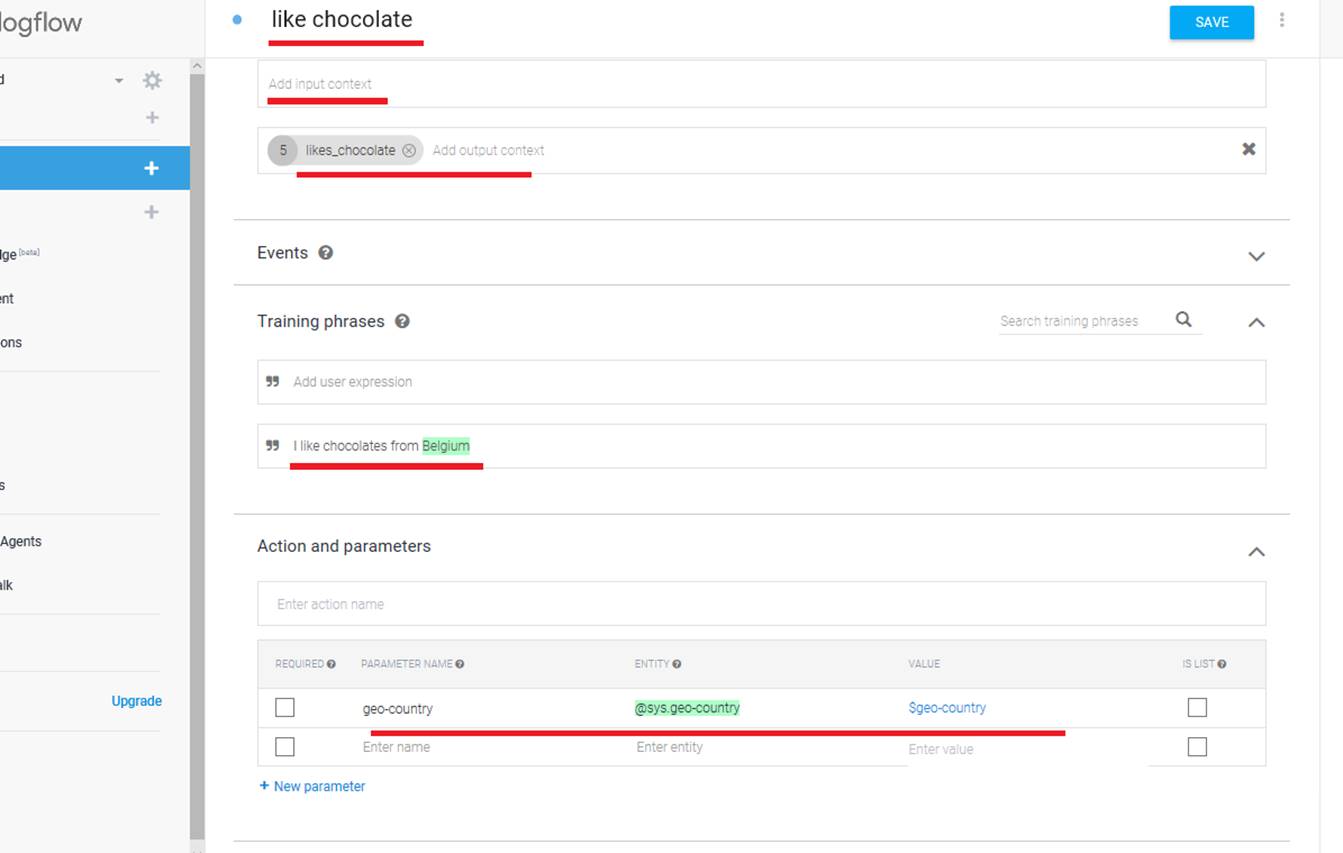 logflow
like chocolate
SAVE
d
Add input context
5 likes_chocolate Add output context
Events
dge [beta]
ent
Training phrases
Search training phrases
ons
Add user expression
I like chocolates from Belgium
s
Agents
Action and parameters
alk
Enter action name
REQUIRED PARAMETER NAME ENTITY VALUE IS LIST
Upgrade
geo-country @sys.geo-country $geo-country
Enter name Enter entity Enter value
+ New parameter